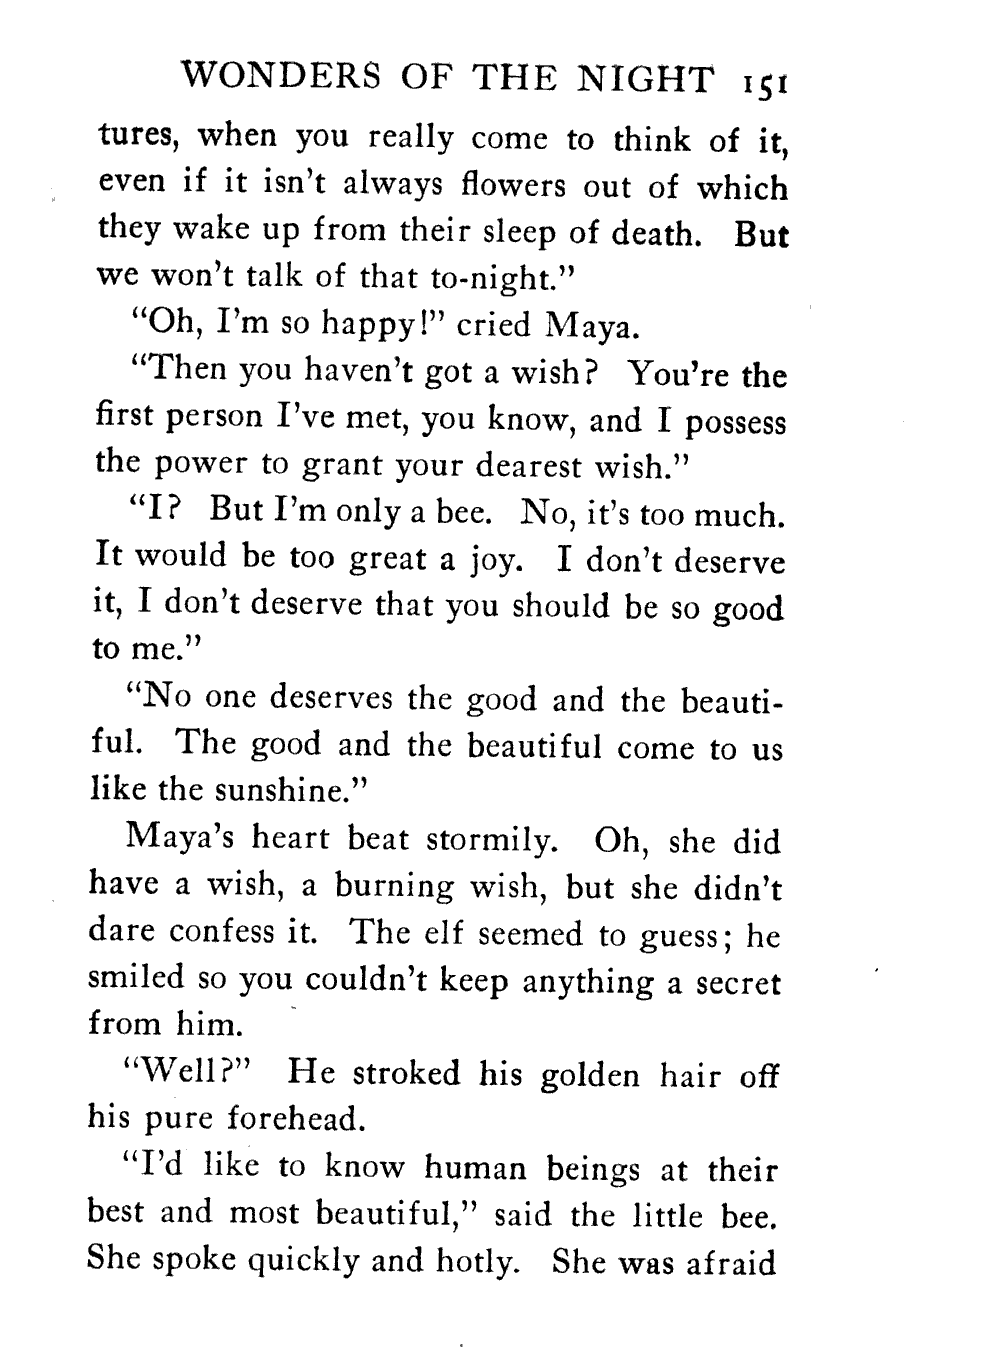 WONDERS OF THE NIGHT 151
tures, when you really come to think of it,
even if it isn't always flowers out of which
they wake up from their sleep of death. But
we won't talk of that to-night.”
“Oh, I'm so happy!” cried Maya.
“Then you haven't got a wish? You're the
first person I've met, you know, and I possess
the power to grant your dearest wish.”
“I? But I'm only a bee. No, it's too much.
It would be too great a joy. I don't deserve
it, I don't deserve that you should be so good
to me.”
“No one deserves the good and the beauti-
ful. The good and the beautiful come to us
like the sunshine.”
Maya's heart beat stormily. Oh, she did
have a wish, a burning wish, but she didn't
dare confess it. The elf seemed to guess; he
smiled so you couldn't keep anything a secret
from him.
“Well?” He stroked his golden hair off
his pure forehead.
“I'd like to know human beings at their
best and most beautiful,” said the little bee.
She spoke quickly and hotly. She was afraid